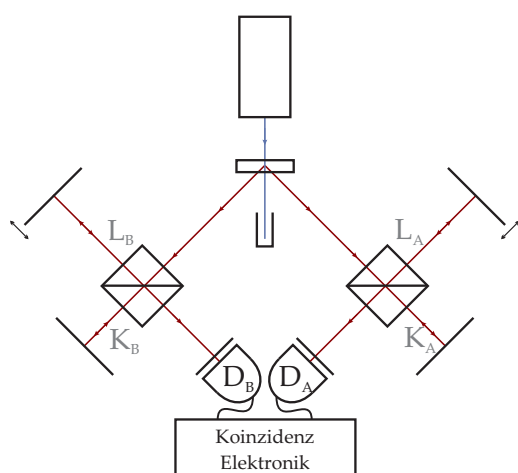 L_B
L_A
K_B
K_A
D_B
D_A
Koinzidenz
Elektronik